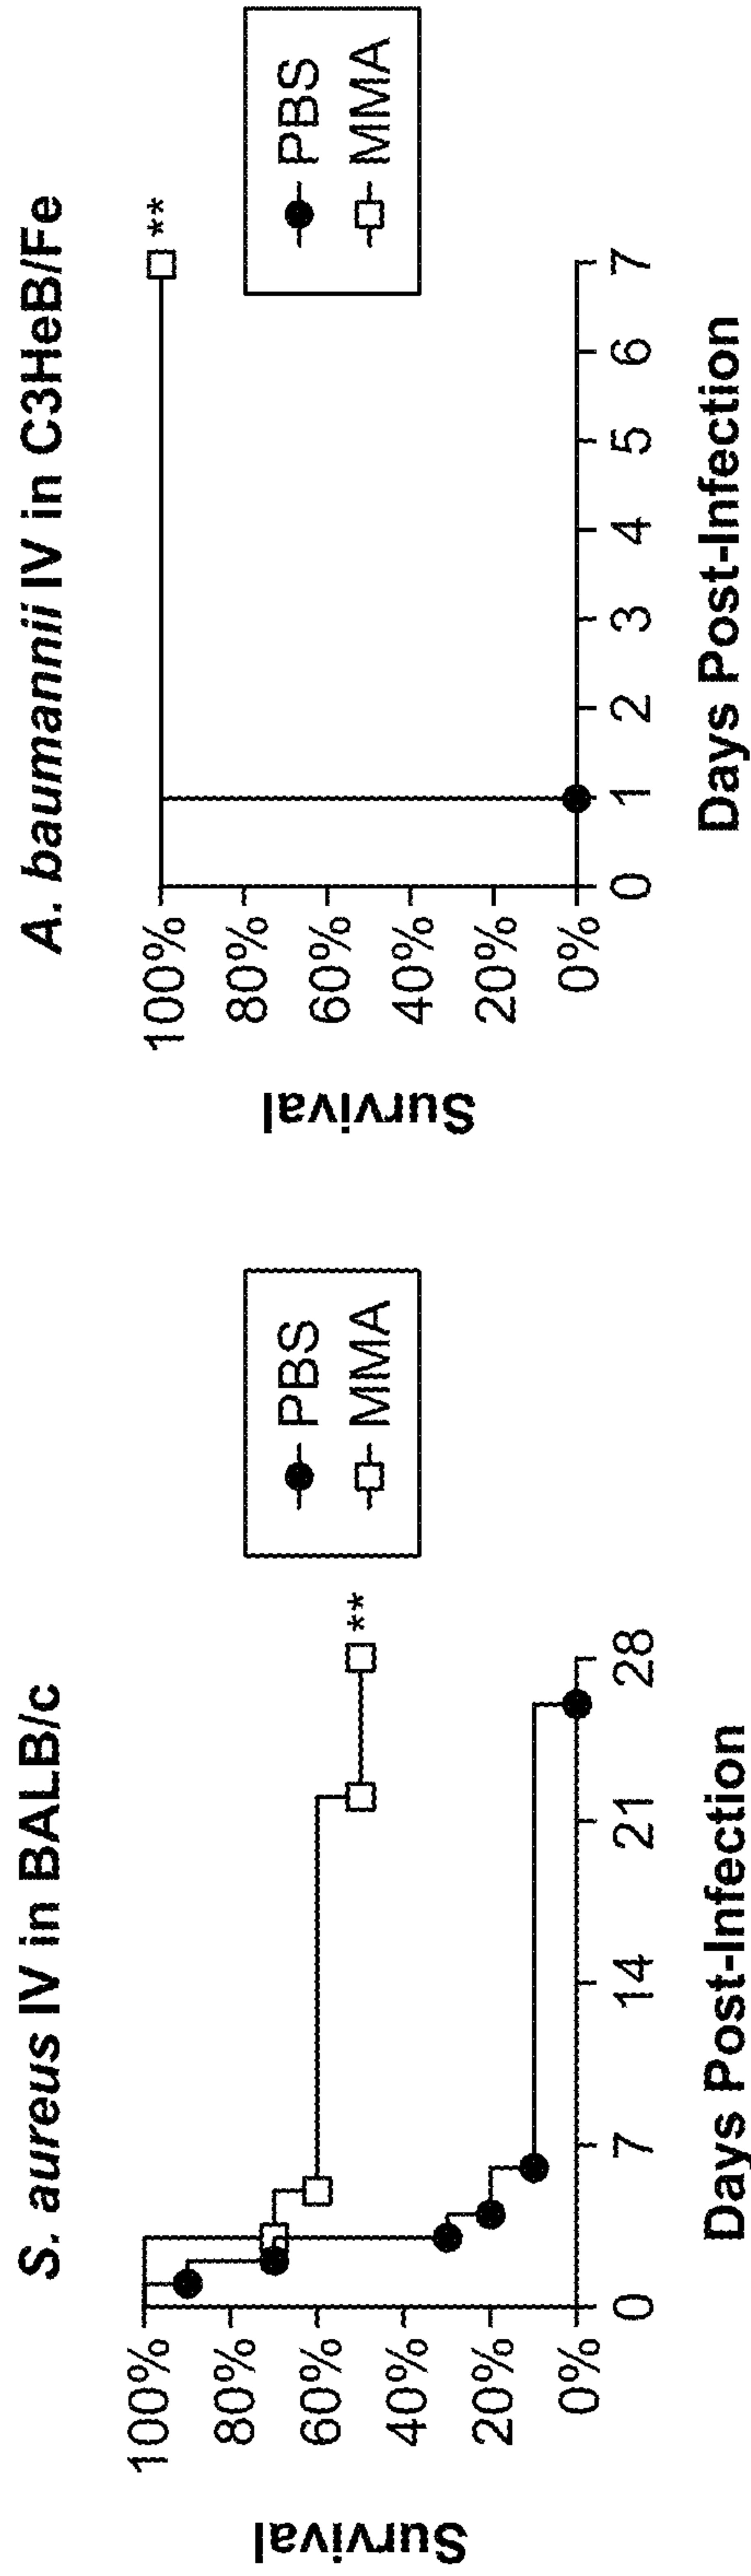 S. aureus IV in BALB/c
Survival
100%
80%
60%
40%
20%
0%
0
7
14
21
28
Days Post-Infection
**
PBS
MMA
A. baumannii IV in C3HeB/Fe
Survival
100%
80%
60%
40%
20%
0%
0
1
2
3
4
5
6
7
Days Post-Infection
**
PBS
MMA